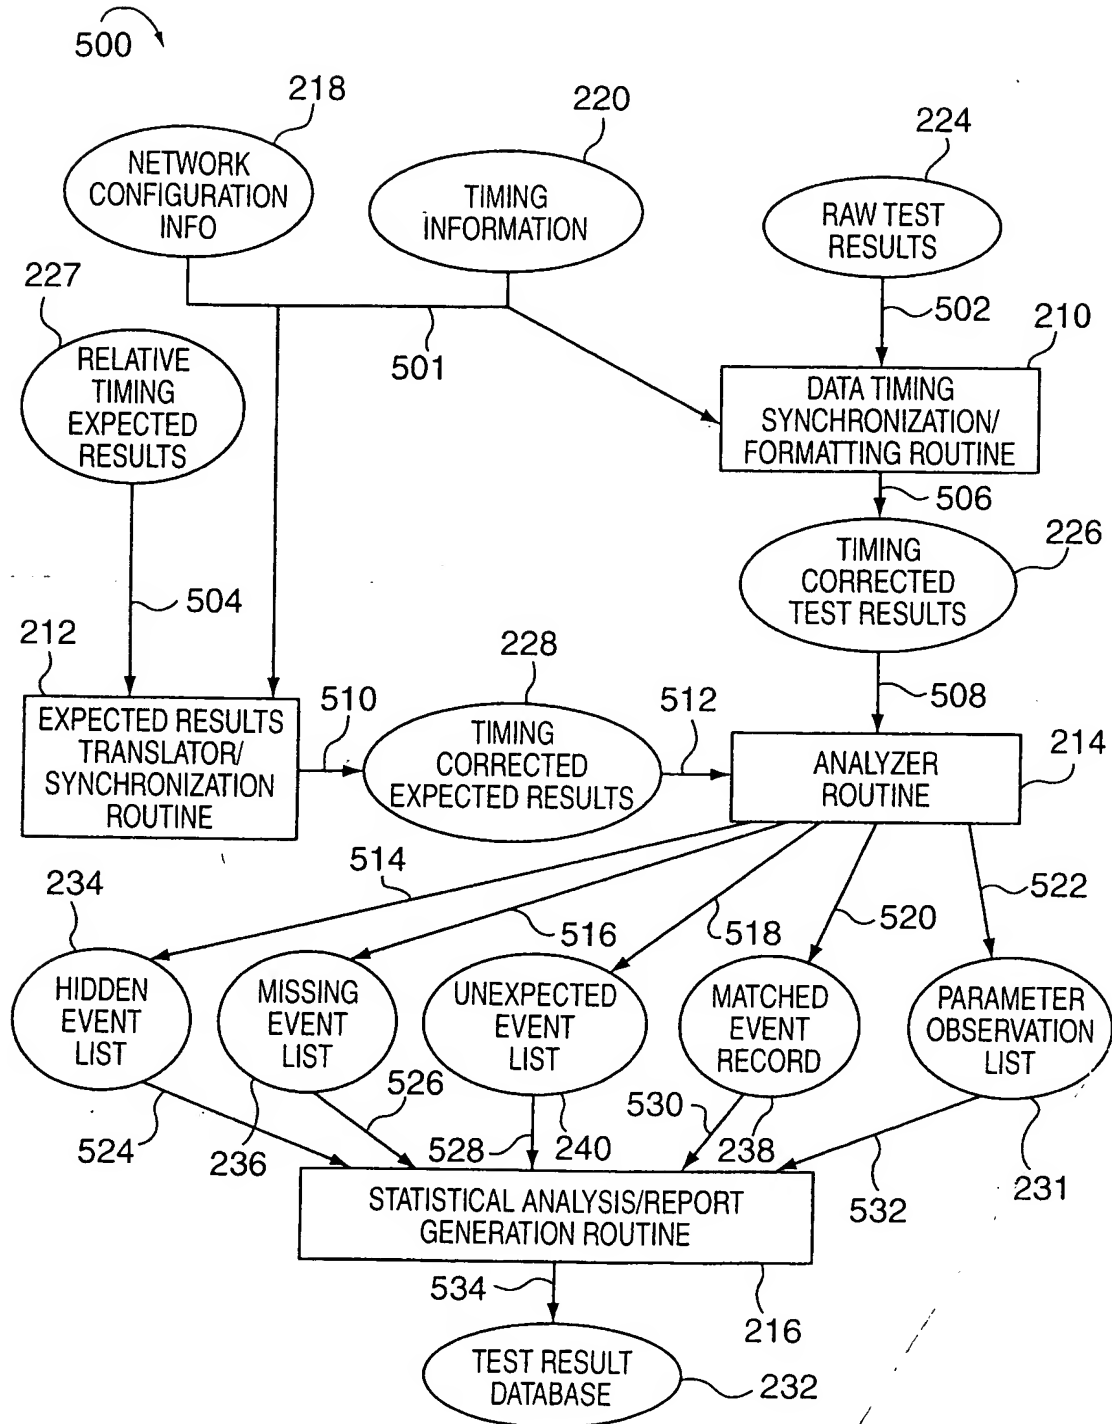 500
218
220
224
NETWORK
CONFIGURATION
INFO
TIMING
INFORMATION
RAW TEST
RESULTS
227
502
210
501
RELATIVE
TIMING
EXPECTED
RESULTS
DATA TIMING
SYNCHRONIZATION/
FORMATTING ROUTINE
506
226
TIMING
CORRECTED
TEST RESULTS
504
212
228
508
510
512
EXPECTED RESULTS
TRANSLATOR/
SYNCHRONIZATION
ROUTINE
TIMING
CORRECTED
EXPECTED RESULTS
ANALYZER
ROUTINE
214
234
514
516
518
520
522
HIDDEN
EVENT
LIST
MISSING
EVENT
LIST
UNEXPECTED
EVENT
LIST
MATCHED
EVENT
RECORD
PARAMETER
OBSERVATION
LIST
524
236
526
528
240
530
238
532
231
STATISTICAL ANALYSIS/REPORT
GENERATION ROUTINE
534
216
TEST RESULT
DATABASE
232